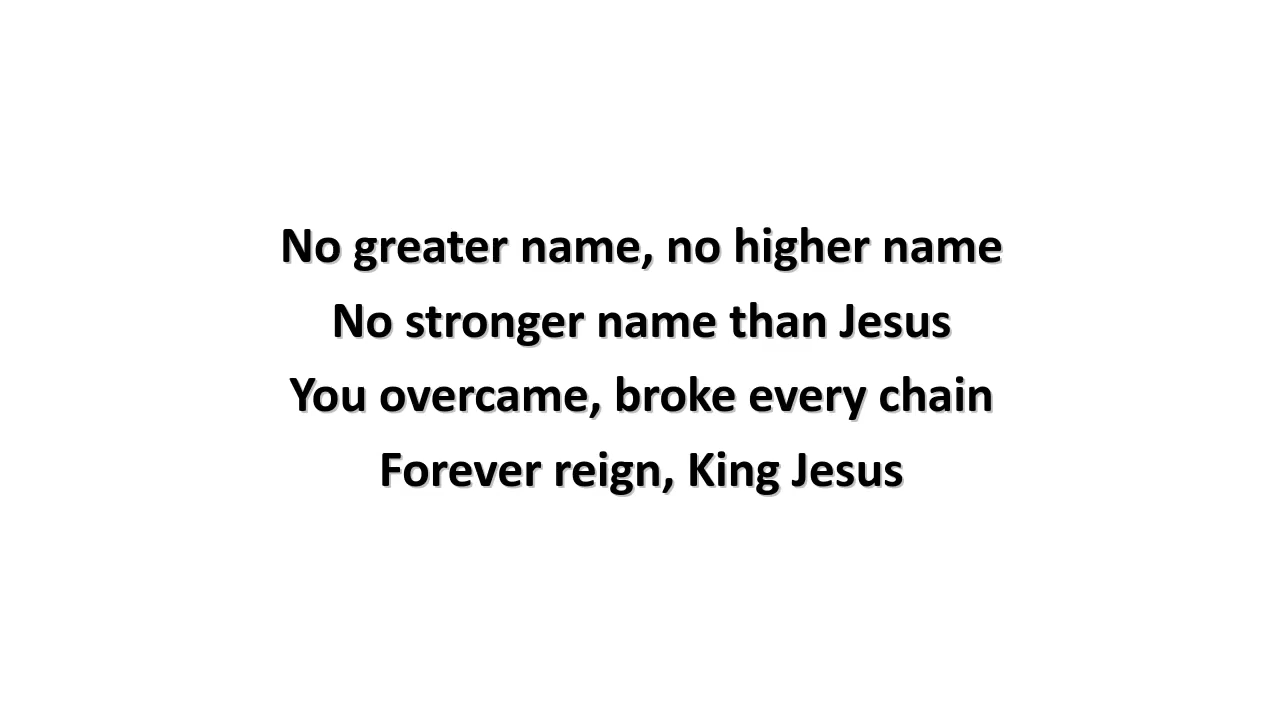 No greater name, no higher name
No stronger name than Jesus
You overcame, broke every chain
Forever reign, King Jesus